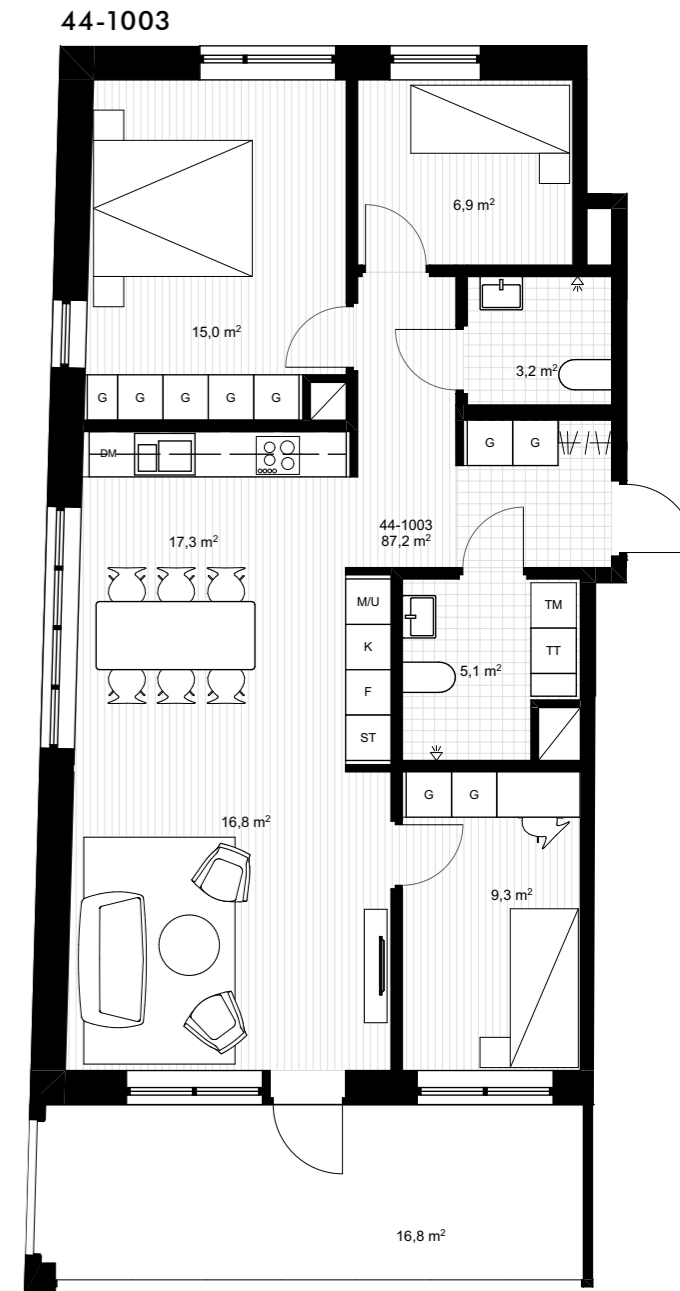 44-1003
6,9 m²
15,0 m²
3,2 m²
G G G G G
G G
DM
17,3 m²
44-1003
87,2 m²
M/U
K
F
ST
TM
TT
5,1 m²
G G
16,8 m²
9,3 m²
16,8 m²